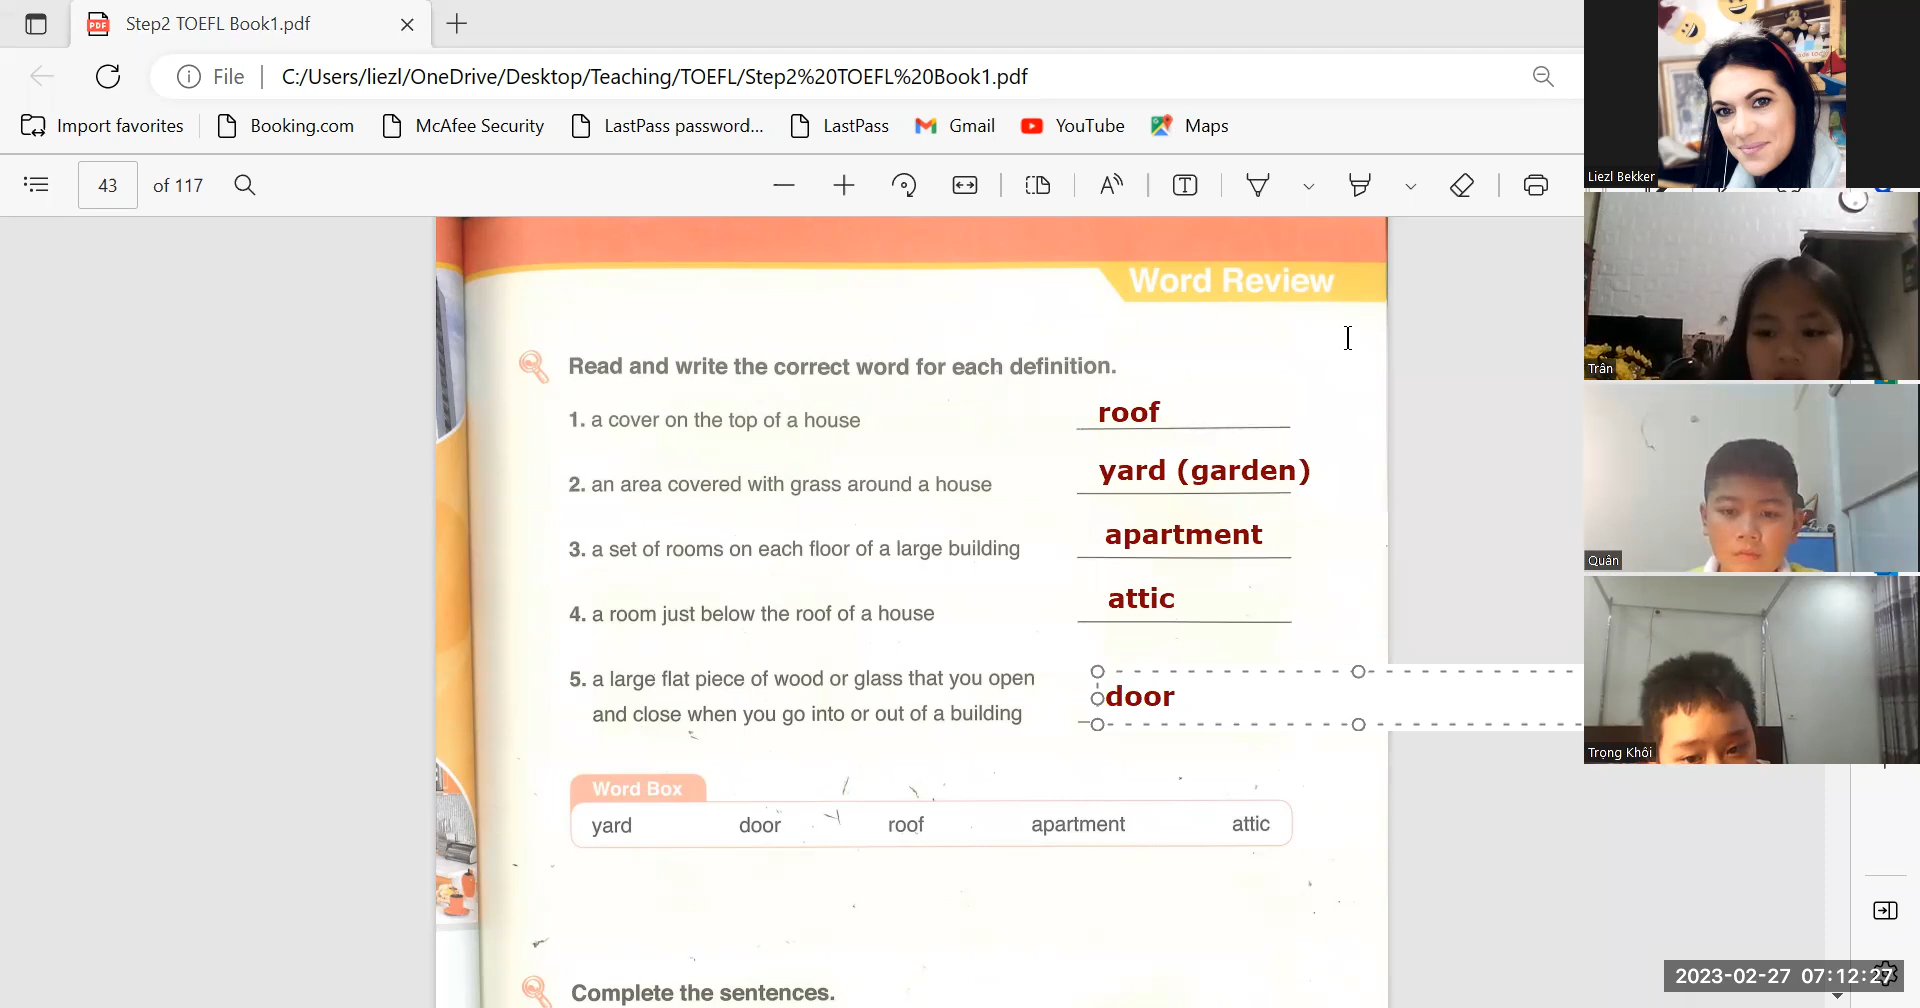 Step2 TOEFL Book1.pdf
File
C:/Users/liezl/OneDrive/Desktop/Teaching/TOEFL/Step2%20TOEFL%20Book1.pdf
Import favorites
Booking.com
McAfee Security
LastPass password...
LastPass
Gmail
YouTube
Maps
43 of 117
Word Review
Read and write the correct word for each definition.
1. a cover on the top of a house
roof
2. an area covered with grass around a house
yard (garden)
3. a set of rooms on each floor of a large building
apartment
4. a room just below the roof of a house
attic
5. a large flat piece of wood or glass that you open
and close when you go into or out of a building
door
Word Box
yard door roof apartment attic
Complete the sentences.
Liezl Bekker
Trân
Quân
Trọng Khôi
2023-02-27 07:12:27